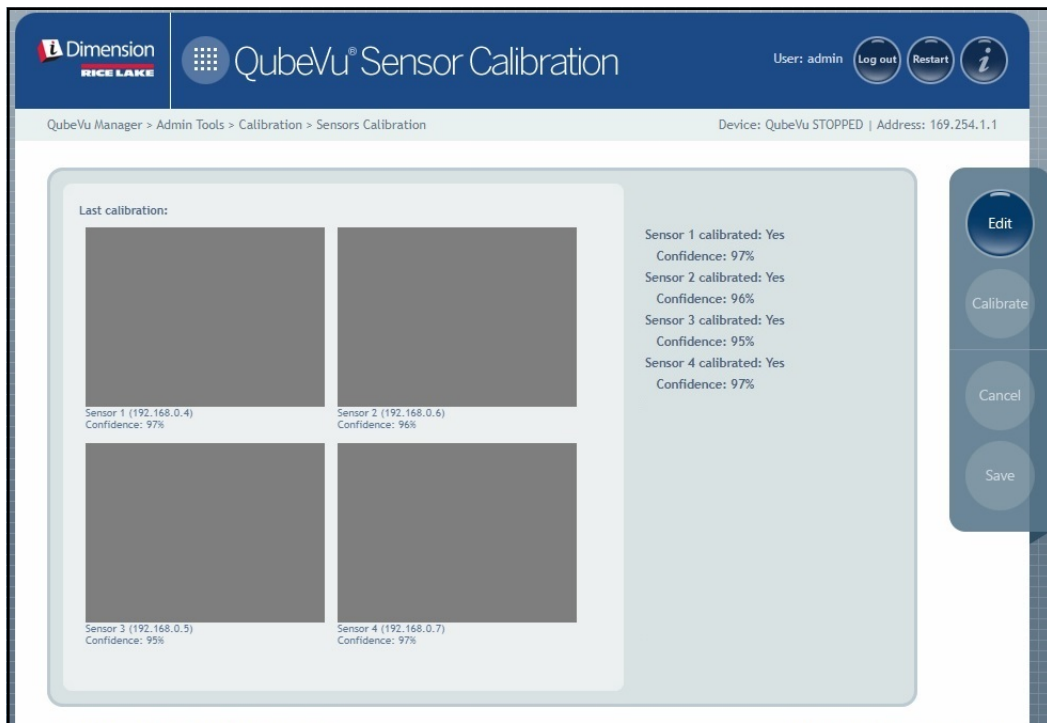 i Dimension
RICE LAKE
QubeVu® Sensor Calibration
User: admin
Log out
Restart
i
QubeVu Manager > Admin Tools > Calibration > Sensors Calibration
Device: QubeVu STOPPED | Address: 169.254.1.1
Last calibration:
Sensor 1 (192.168.0.4)
Confidence: 97%
Sensor 2 (192.168.0.6)
Confidence: 96%
Sensor 3 (192.168.0.5)
Confidence: 95%
Sensor 4 (192.168.0.7)
Confidence: 97%
Sensor 1 calibrated: Yes
Confidence: 97%
Sensor 2 calibrated: Yes
Confidence: 96%
Sensor 3 calibrated: Yes
Confidence: 95%
Sensor 4 calibrated: Yes
Confidence: 97%
Edit
Calibrate
Cancel
Save